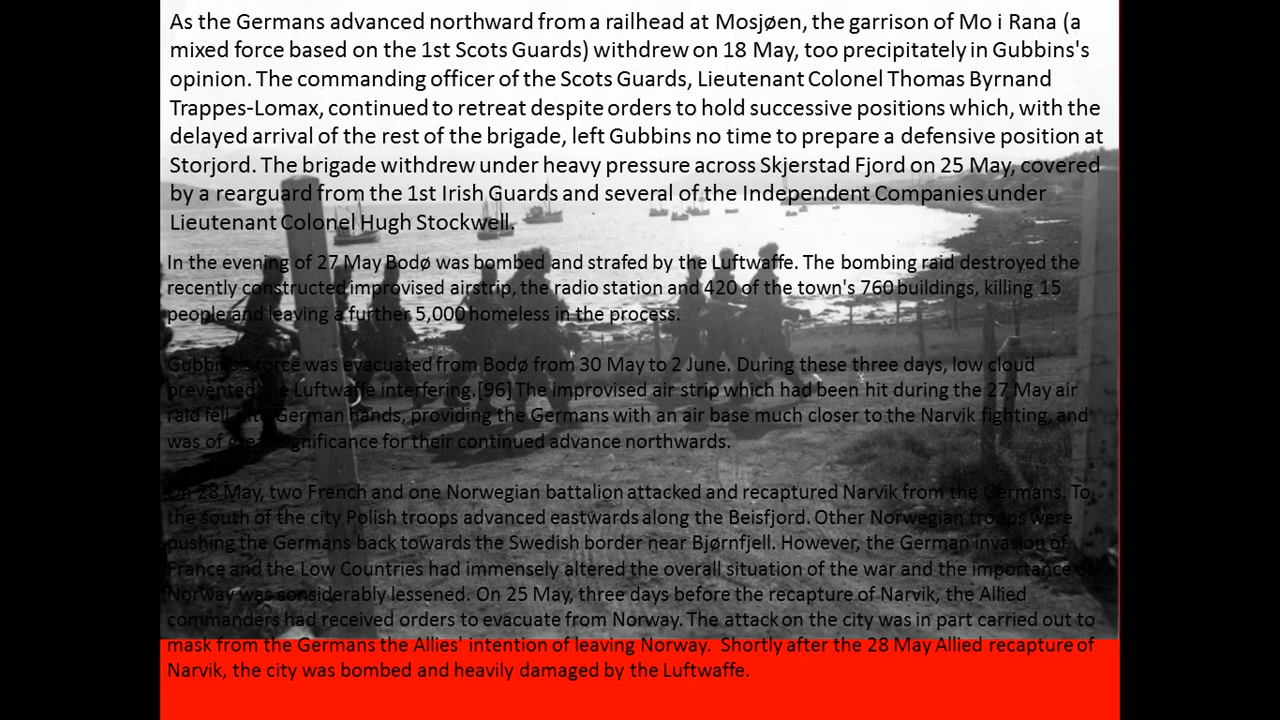 As the Germans advanced northward from a railhead at Mosjøen, the garrison of Mo i Rana (a
mixed force based on the 1st Scots Guards) withdrew on 18 May, too precipitately in Gubbins's
opinion. The commanding officer of the Scots Guards, Lieutenant Colonel Thomas Byrnand
Trappes-Lomax, continued to retreat despite orders to hold successive positions which, with the
delayed arrival of the rest of the brigade, left Gubbins no time to prepare a defensive position at
Storjord. The brigade withdrew under heavy pressure across Skjerstad Fjord on 25 May, covered
by a rearguard from the 1st Irish Guards and several of the Independent Companies under
Lieutenant Colonel Hugh Stockwell.
In the evening of 27 May Bodø was bombed and strafed by the Luftwaffe. The bombing raid destroyed the
recently constructed improvised airstrip, the radio station and 420 of the town's 760 buildings, killing 15
people and leaving a further 5,000 homeless in the process.
Gubbins's force was evacuated from Bodø from 30 May to 2 June. During these three days, low cloud
prevented the Luftwaffe interfering.[96] The improvised air strip which had been hit during the 27 May air
raid fell into German hands, providing the Germans with an air base much closer to the Narvik fighting, and
was of great significance for their continued advance northwards.
On 28 May, two French and one Norwegian battalion attacked and recaptured Narvik from the Germans. To
the south of the city Polish troops advanced eastwards along the Beisfjord. Other Norwegian troops were
pushing the Germans back towards the Swedish border near Bjørnfjell. However, the German invasion of
France and the Low Countries had immensely altered the overall situation of the war and the importance of
Norway was considerably lessened. On 25 May, three days before the recapture of Narvik, the Allied
commanders had received orders to evacuate from Norway. The attack on the city was in part carried out to
mask from the Germans the Allies' intention of leaving Norway. Shortly after the 28 May Allied recapture of
Narvik, the city was bombed and heavily damaged by the Luftwaffe.